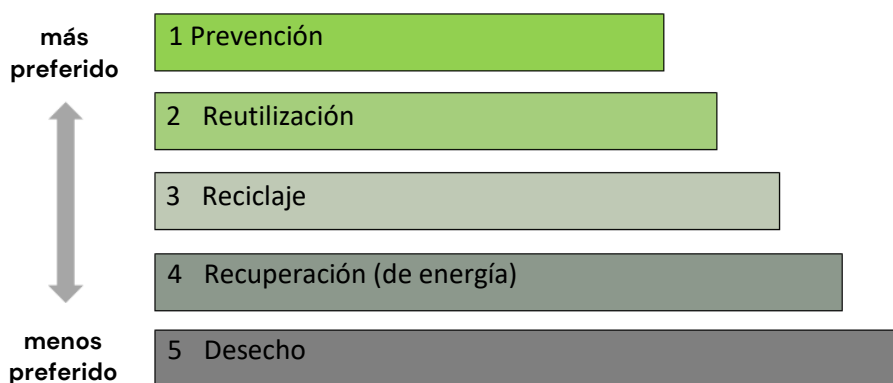 más
preferido
1 Prevención
2 Reutilización
3 Reciclaje
4 Recuperación (de energía)
menos
preferido
5 Desecho